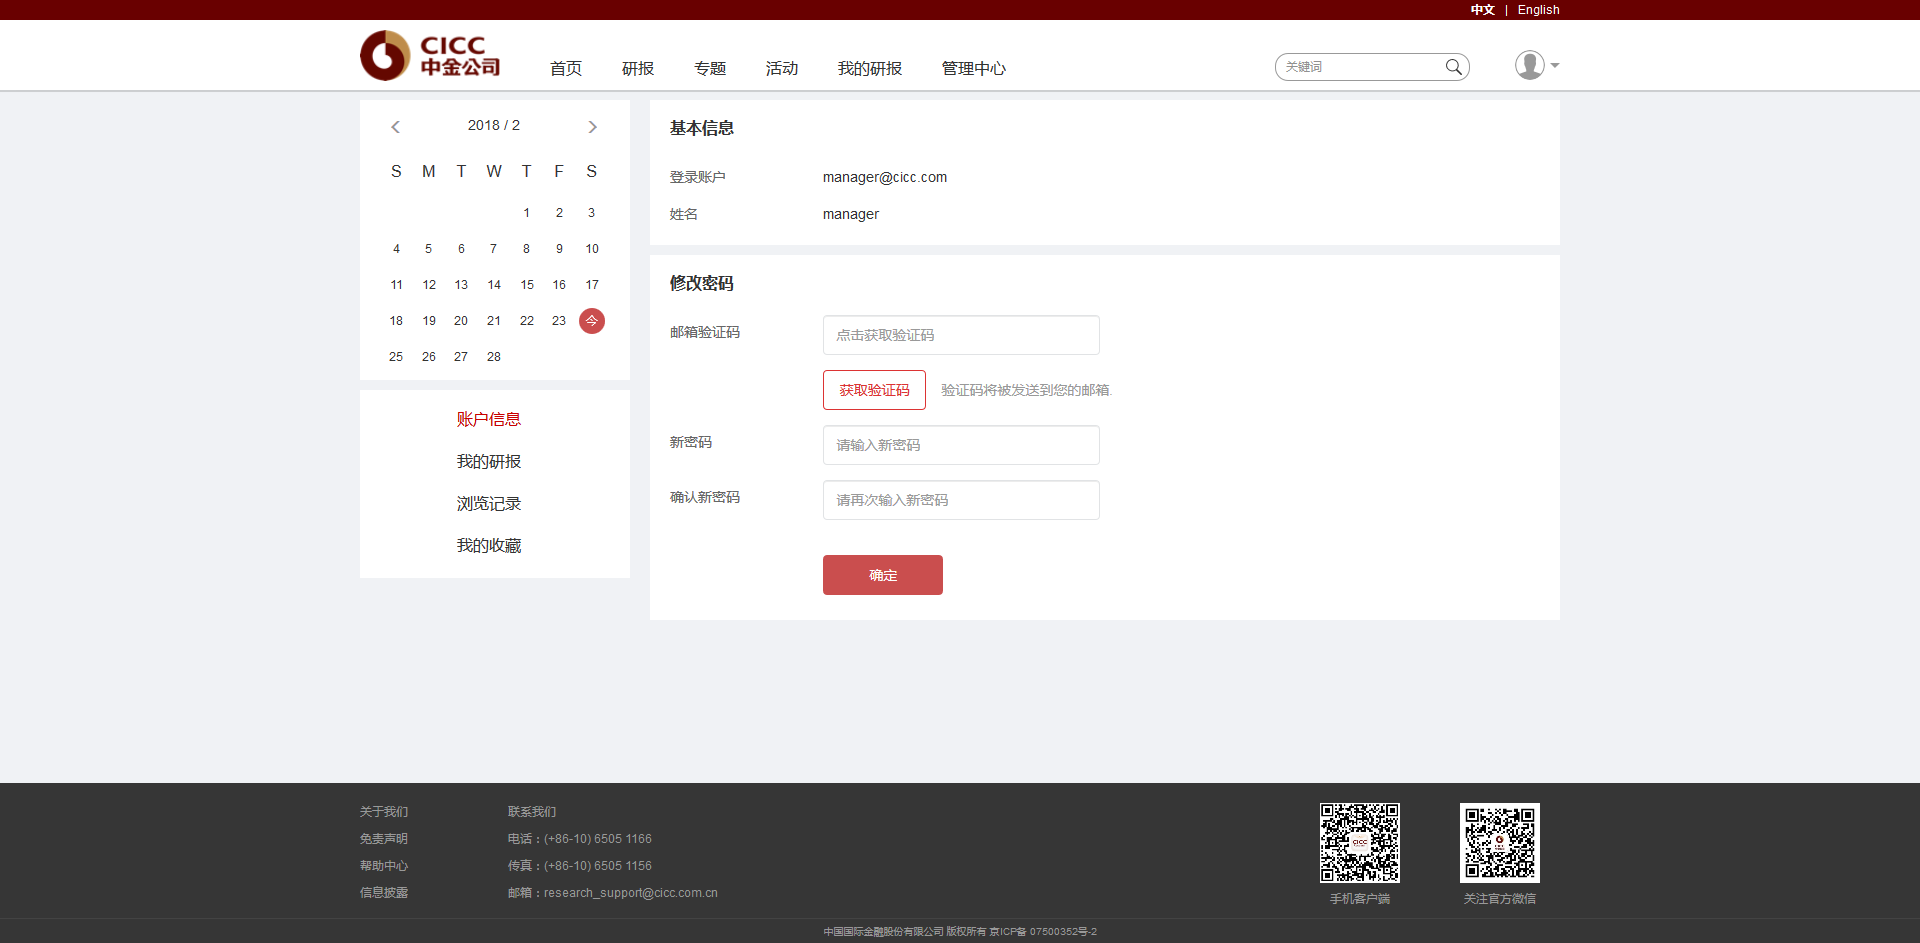 中文 | English
CICC
中金公司
首页 研报 专题 活动 我的研报 管理中心 关键词
2018 / 2
S M T W T F S
1 2 3
4 5 6 7 8 9 10
11 12 13 14 15 16 17
18 19 20 21 22 23 今
25 26 27 28
账户信息
我的研报
浏览记录
我的收藏
基本信息
登录账户 manager@cicc.com
姓名 manager
修改密码
邮箱验证码 点击获取验证码
获取验证码 验证码将被发送到您的邮箱.
新密码 请输入新密码
确认新密码 请再次输入新密码
确定
关于我们 联系我们
免责声明 电话：(+86-10) 6505 1166
帮助中心 传真：(+86-10) 6505 1156
信息披露 邮箱：research_support@cicc.com.cn
CICC
手机客户端 关注官方微信
中国国际金融股份有限公司 版权所有 京ICP备 07500352号-2